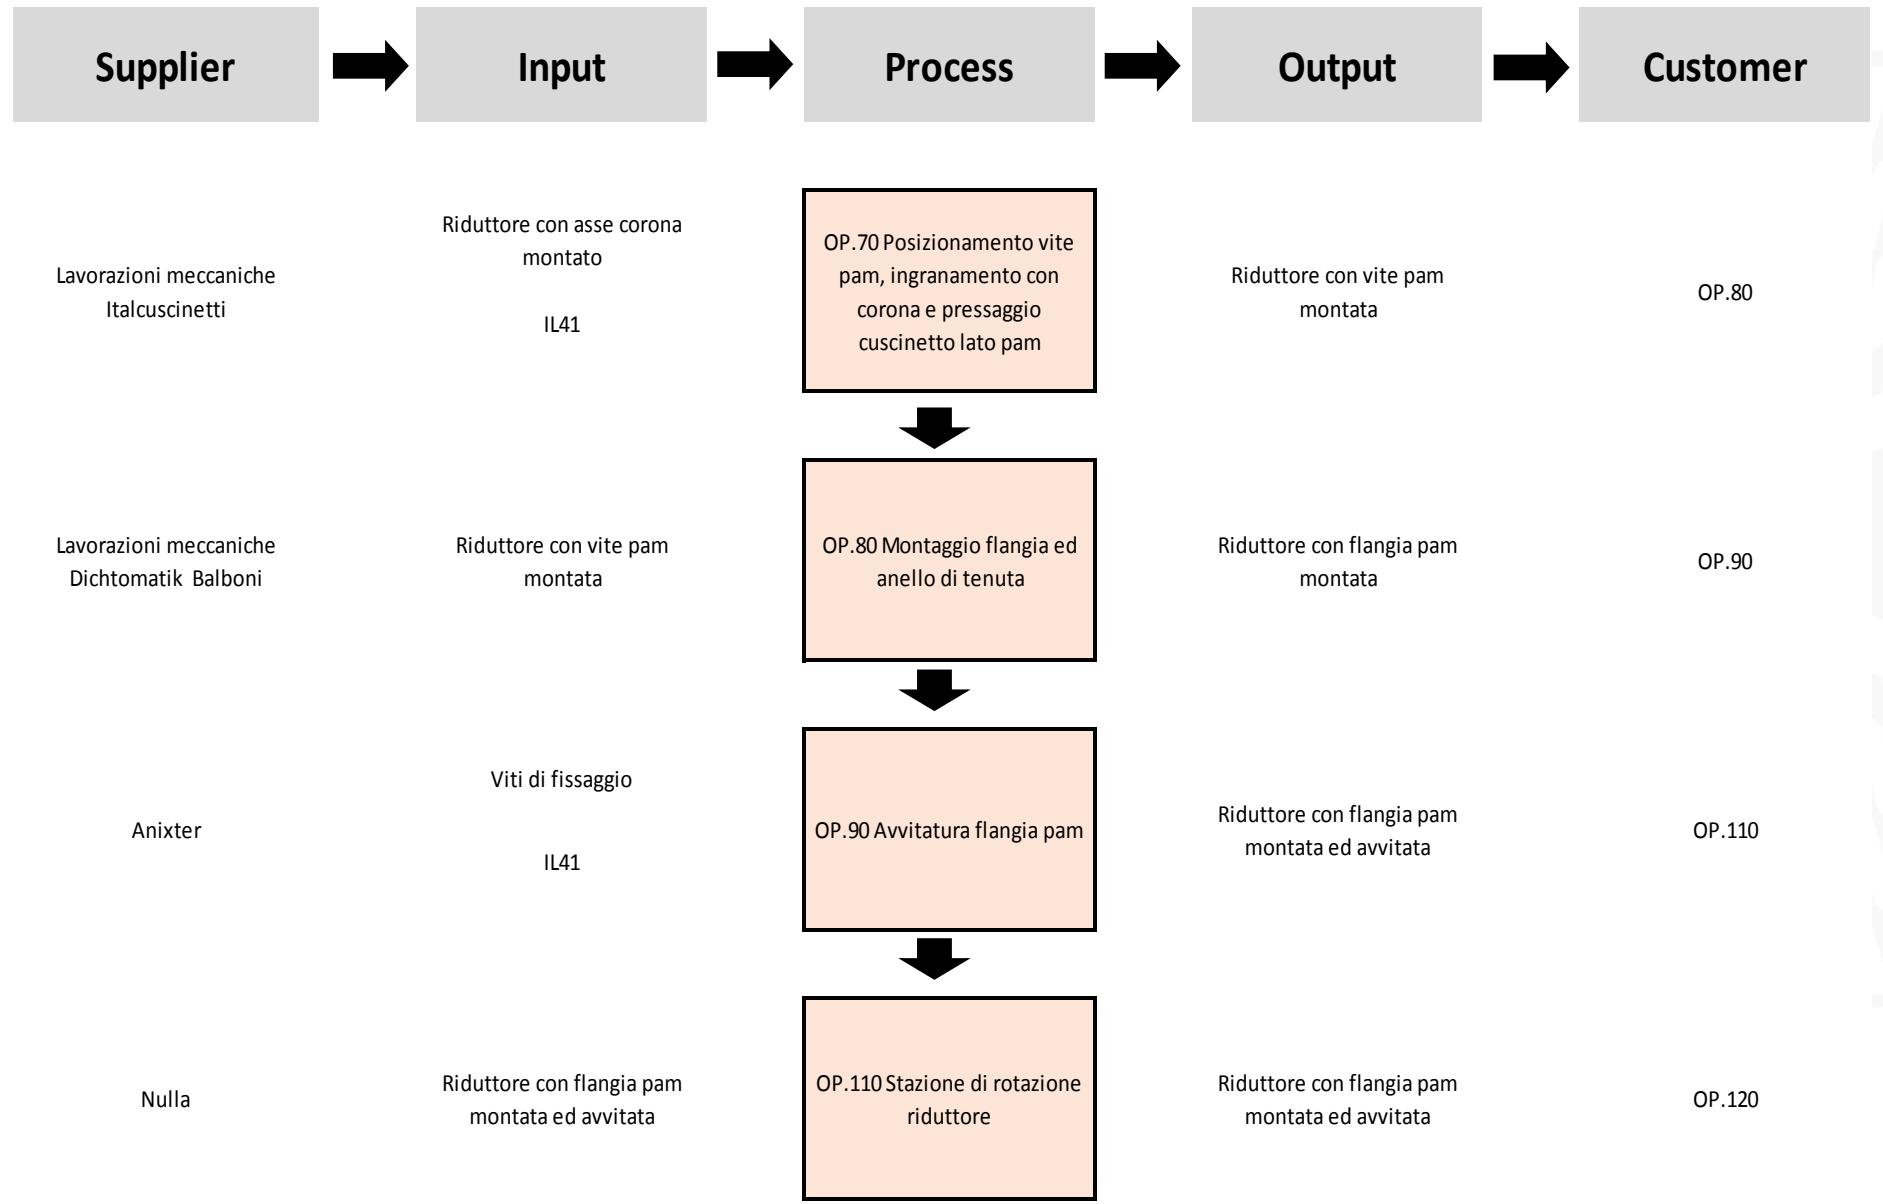 Supplier
Input
Process
Output
Customer
Lavorazioni meccaniche
Italcuscinetti
Riduttore con asse corona
montato
IL41
OP.70 Posizionamento vite
pam, ingranamento con
corona e pressaggio
cuscinetto lato pam
Riduttore con vite pam
montata
OP.80
Lavorazioni meccaniche
Dichtomatik Balboni
Riduttore con vite pam
montata
OP.80 Montaggio flangia ed
anello di tenuta
Riduttore con flangia pam
montata
OP.90
Anixter
Viti di fissaggio
IL41
OP.90 Avvitatura flangia pam
Riduttore con flangia pam
montata ed avvitata
OP.110
Nulla
Riduttore con flangia pam
montata ed avvitata
OP.110 Stazione di rotazione
riduttore
Riduttore con flangia pam
montata ed avvitata
OP.120